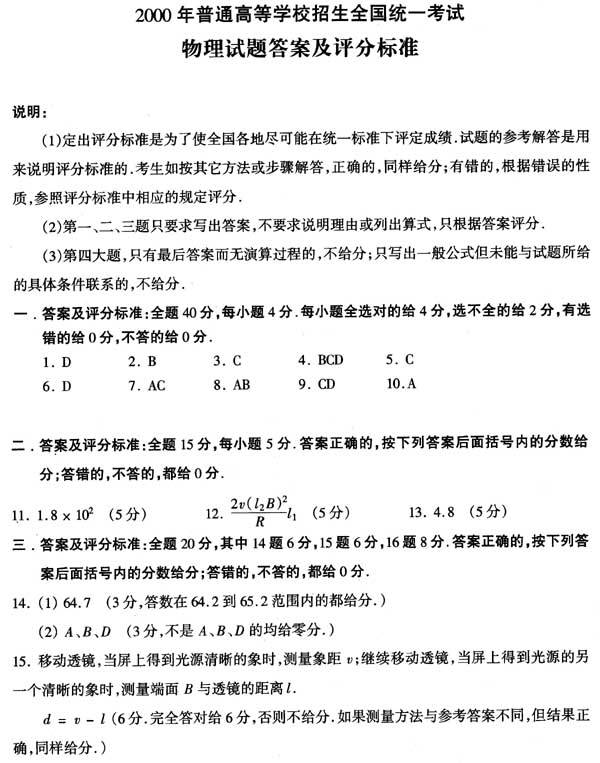 2000 年普通高等学校招生全国统一考试
物理试题答案及评分标准
说明:
(1)定出评分标准是为了使全国各地尽可能在统一标准下评定成绩.试题的参考解答是用
来说明评分标准的.考生如按其它方法或步骤解答,正确的,同样给分;有错的,根据错误的性
质,参照评分标准中相应的规定评分.
(2)第一、二、三题只要求写出答案,不要求说明理由或列出算式,只根据答案评分.
(3)第四大题,只有最后答案而无演算过程的,不给分;只写出一般公式但未能与试题所给
的具体条件联系的,不给分.
一.答案及评分标准:全题 40 分,每小题 4 分.每小题全选对的给 4 分,选不全的给 2 分,有选
错的给 0 分,不答的给 0 分.
1. D 2. B 3. C 4. BCD 5. C
6. D 7. AC 8. AB 9. CD 10. A
二.答案及评分标准:全题 15 分,每小题 5 分.答案正确的,按下列答案后面括号内的分数给
分;答错的,不答的,都给 0 分.
11. 1.8 × 10² (5 分) 12. 2v(l₂B)²/R l₁ (5 分) 13. 4.8 (5 分)
三.答案及评分标准:全题 20 分,其中 14 题 6 分,15 题 6 分,16 题 8 分.答案正确的,按下列答
案后面括号内的分数给分;答错的,不答的,都给 0 分.
14. (1) 64.7 (3 分,答数在 64.2 到 65.2 范围内的都给分.)
(2) A、B、D (3 分,不是 A、B、D 的均给零分.)
15. 移动透镜,当屏上得到光源清晰的象时,测量象距 v;继续移动透镜,当屏上得到光源的另
一个清晰的象时,测量端面 B 与透镜的距离 l.
d = v - l (6 分.完全答对给 6 分,否则不给分.如果测量方法与参考答案不同,但结果正
确,同样给分.)